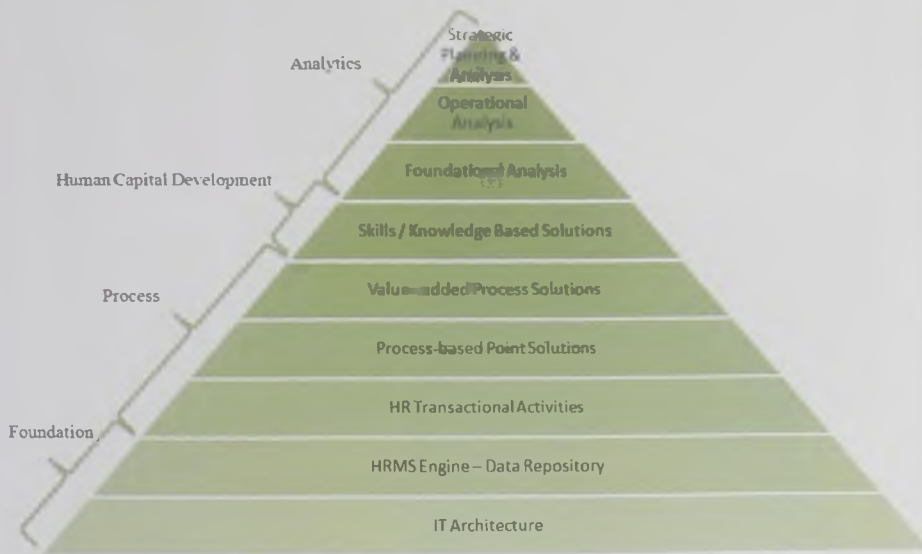 Strategic
Planning &
Analysis
Analytics
Operational
Analysis
Foundational Analysis
Human Capital Development
Skills / Knowledge Based Solutions
Value-added Process Solutions
Process
Process-based Point Solutions
HR Transactional Activities
Foundation
HRMS Engine – Data Repository
IT Architecture